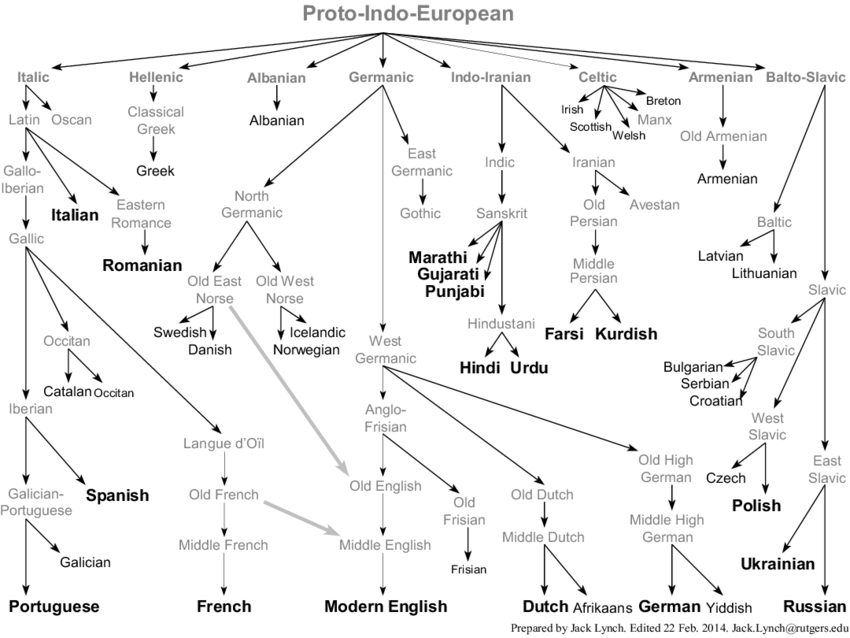 Proto-Indo-European
Italic
Hellenic
Albanian
Germanic
Indo-Iranian
Celtic
Armenian
Balto-Slavic
Latin
Oscan
Classical
Greek
Albanian
Irish
Scottish
Welsh
Manx
Breton
Old Armenian
Gallo-
Iberian
Italian
Eastern
Romance
Greek
East
Germanic
Indic
Iranian
Armenian
North
Germanic
Gothic
Sanskrit
Old
Persian
Avestan
Baltic
Gallic
Romanian
Marathi
Gujarati
Punjabi
Middle
Persian
Latvian
Lithuanian
Old East
Norse
Old West
Norse
Slavic
Swedish
Danish
Icelandic
Norwegian
Hindustani
Farsi
Kurdish
South
Slavic
Occitan
West
Germanic
Hindi
Urdu
Bulgarian
Serbian
Croatian
Catalan
Occitan
Iberian
Anglo-
Frisian
West
Slavic
Langue d’Oïl
Old High
German
Czech
East
Slavic
Galician-
Portuguese
Spanish
Old French
Old English
Old
Frisian
Old Dutch
Polish
Middle French
Middle English
Middle Dutch
Middle High
German
Galician
Frisian
Ukrainian
Portuguese
French
Modern English
Dutch
Afrikaans
German
Yiddish
Russian
Prepared by Jack Lynch. Edited 22 Feb. 2014. Jack.Lynch@rutgers.edu